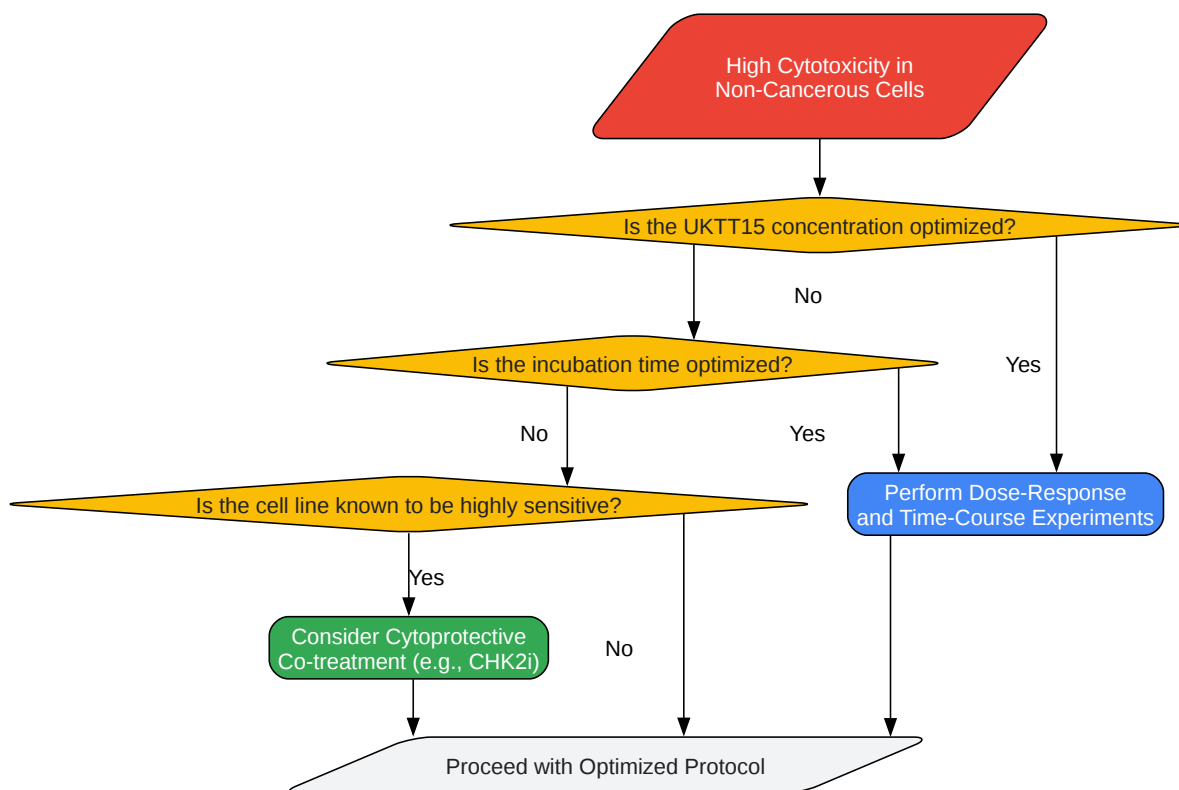 High Cytotoxicity in
Non-Cancerous Cells
Is the UKTT15 concentration optimized?
No
Yes
Is the incubation time optimized?
No
Yes
Is the cell line known to be highly sensitive?
Perform Dose-Response
and Time-Course Experiments
Yes
Consider Cytoprotective
Co-treatment (e.g., CHK2i)
No
Proceed with Optimized Protocol